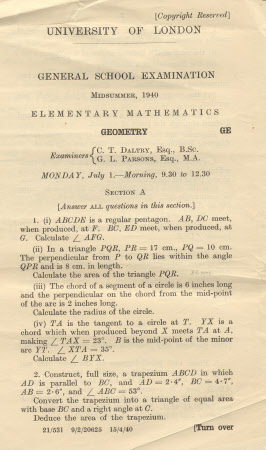 [Copyright Reserved]
UNIVERSITY OF LONDON
GENERAL SCHOOL EXAMINATION
MIDSUMMER, 1940
ELEMENTARY MATHEMATICS
GEOMETRY GE
Examiners { C. T. DALTRY, Esq., B.Sc.
G. L. PARSONS, Esq., M.A.
MONDAY, July 1.—Morning, 9.30 to 12.30
SECTION A
[Answer ALL questions in this section.]
1. (i) ABCDE is a regular pentagon. AB, DC meet,
when produced, at F. BC, ED meet, when produced, at
G. Calculate ∠ AFG.
(ii) In a triangle PQR, PR = 17 cm., PQ = 10 cm.
The perpendicular from P to QR lies within the angle
QPR and is 8 cm. in length.
Calculate the area of the triangle PQR.
(iii) The chord of a segment of a circle is 6 inches long
and the perpendicular on the chord from the mid-point
of the arc is 2 inches long.
Calculate the radius of the circle.
(iv) TA is the tangent to a circle at T. YX is a
chord which when produced beyond X meets TA at A,
making ∠ TAX = 23°. B is the mid-point of the minor
arc YT. ∠ XTA = 35°.
Calculate ∠ BYX.
2. Construct, full size, a trapezium ABCD in which
AD is parallel to BC, and AD = 2·4", BC = 4·7",
AB = 2·6", and ∠ ABC = 53°.
Convert the trapezium into a triangle of equal area
with base BC and a right angle at C.
Deduce the area of the trapezium.
21/531 9/2/20625 15/4/40 [Turn over